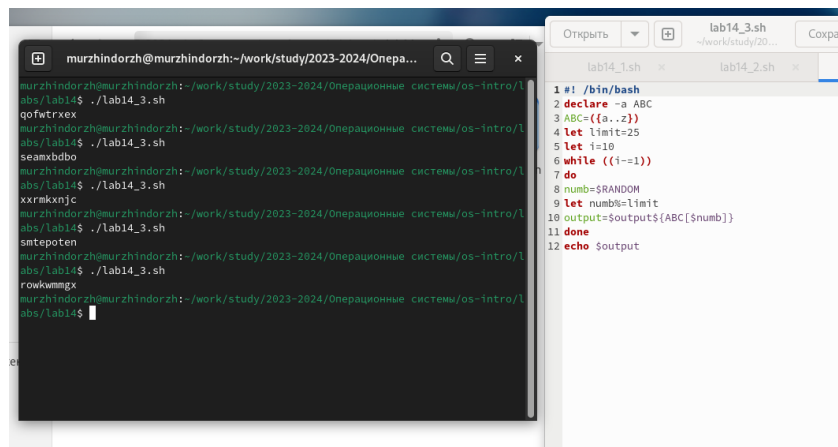 murzhindorzh@murzhindorzh:~/work/study/2023-2024/Опера...
murzhindorzh@murzhindorzh:~/work/study/2023-2024/Операционные системы/os-intro/l
abs/lab14$ ./lab14_3.sh
qofwtrxex
murzhindorzh@murzhindorzh:~/work/study/2023-2024/Операционные системы/os-intro/l
abs/lab14$ ./lab14_3.sh
seamxbdbo
murzhindorzh@murzhindorzh:~/work/study/2023-2024/Операционные системы/os-intro/l
abs/lab14$ ./lab14_3.sh
xxrmkxnjc
murzhindorzh@murzhindorzh:~/work/study/2023-2024/Операционные системы/os-intro/l
abs/lab14$ ./lab14_3.sh
smtepoten
murzhindorzh@murzhindorzh:~/work/study/2023-2024/Операционные системы/os-intro/l
abs/lab14$ ./lab14_3.sh
rowkwmmgx
murzhindorzh@murzhindorzh:~/work/study/2023-2024/Операционные системы/os-intro/l
abs/lab14$
Открыть
lab14_3.sh
~/work/study/20...
Сохра
lab14_1.sh × lab14_2.sh ×
1 #! /bin/bash
2 declare -a ABC
3 ABC=({a..z})
4 let limit=25
5 let i=10
6 while ((i-=1))
7 do
8 numb=$RANDOM
9 let numb%=limit
10 output=$output${ABC[$numb]}
11 done
12 echo $output